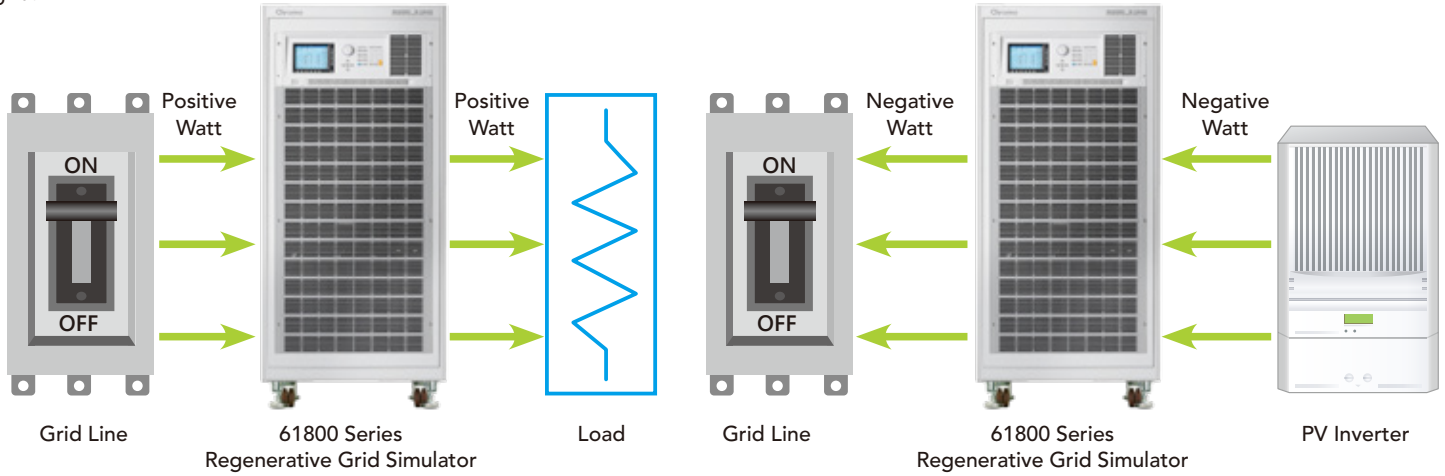 Positive
Watt
Positive
Watt
Negative
Watt
Negative
Watt
ON
OFF
ON
OFF
Grid Line
61800 Series
Regenerative Grid Simulator
Load
Grid Line
61800 Series
Regenerative Grid Simulator
PV Inverter